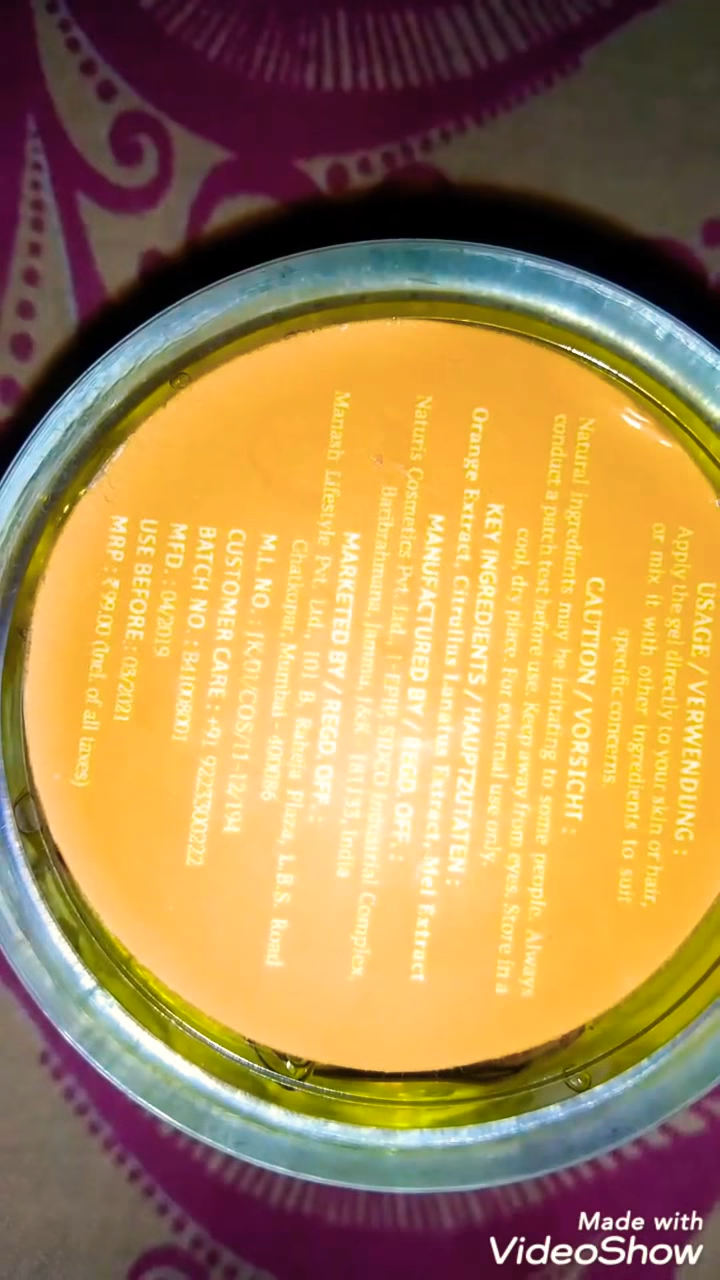 USAGE / VERWENDUNG :
Apply the gel directly to your skin or hair,
or mix it with other ingredients to suit
specific concerns.
CAUTION / VORSICHT :
Natural ingredients may be irritating to some people. Always
conduct a patch test before use. Keep away from eyes. Store in a
cool, dry place. For external use only.
KEY INGREDIENTS / HAUPTZUTATEN :
Orange Extract, Citrullus Lanatus Extract, Mel Extract
MANUFACTURED BY / REGD. OFF. :
Naturis Cosmetics Pvt. Ltd., EPIP, SIDCO Industrial Complex,
Baribrahmana, Jammu, J&K - 181133, India
MARKETED BY / REGD. OFF. :
Manash Lifestyle Pvt. Ltd., 101 B, Raheja Plaza, L.B.S. Road
Ghatkopar, Mumbai - 400086
M.L. NO. : JK/01/COS/11-12/194
CUSTOMER CARE : +91
BATCH NO. :
MFD. : 04/2019
USE BEFORE : 03/2021
MRP : ₹99.00 (Incl. of all taxes)
Made with
VideoShow